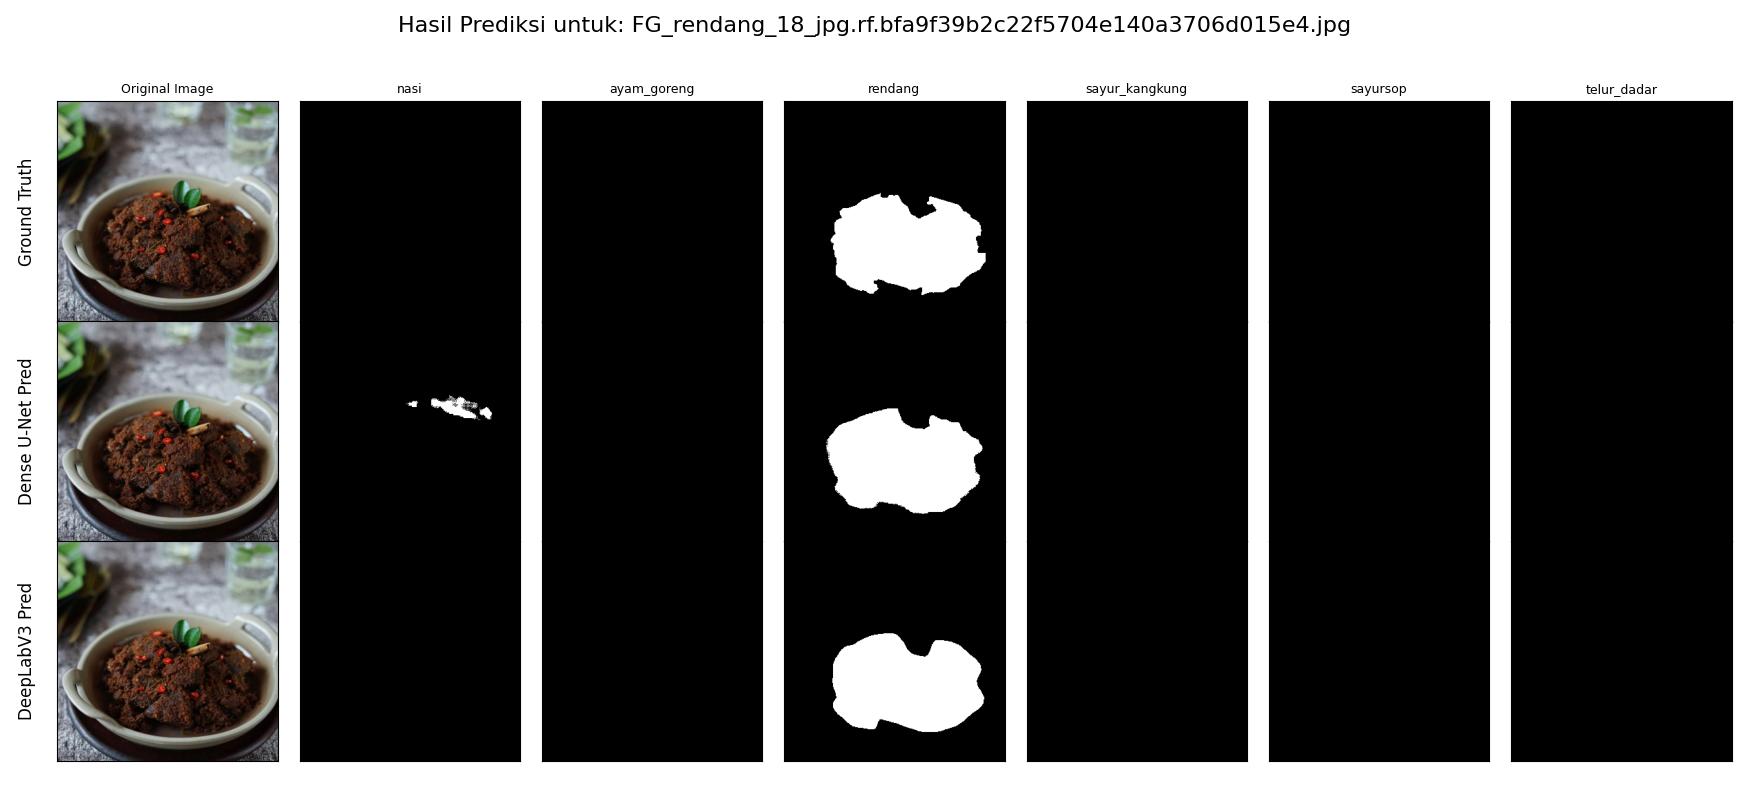 Hasil Prediksi untuk: FG_rendang_18_jpg.rf.bfa9f39b2c22f5704e140a3706d015e4.jpg
Original Image
nasi
ayam_goreng
rendang
sayur_kangkung
sayursop
telur_dadar
Ground Truth
Dense U-Net Pred
DeepLabV3 Pred